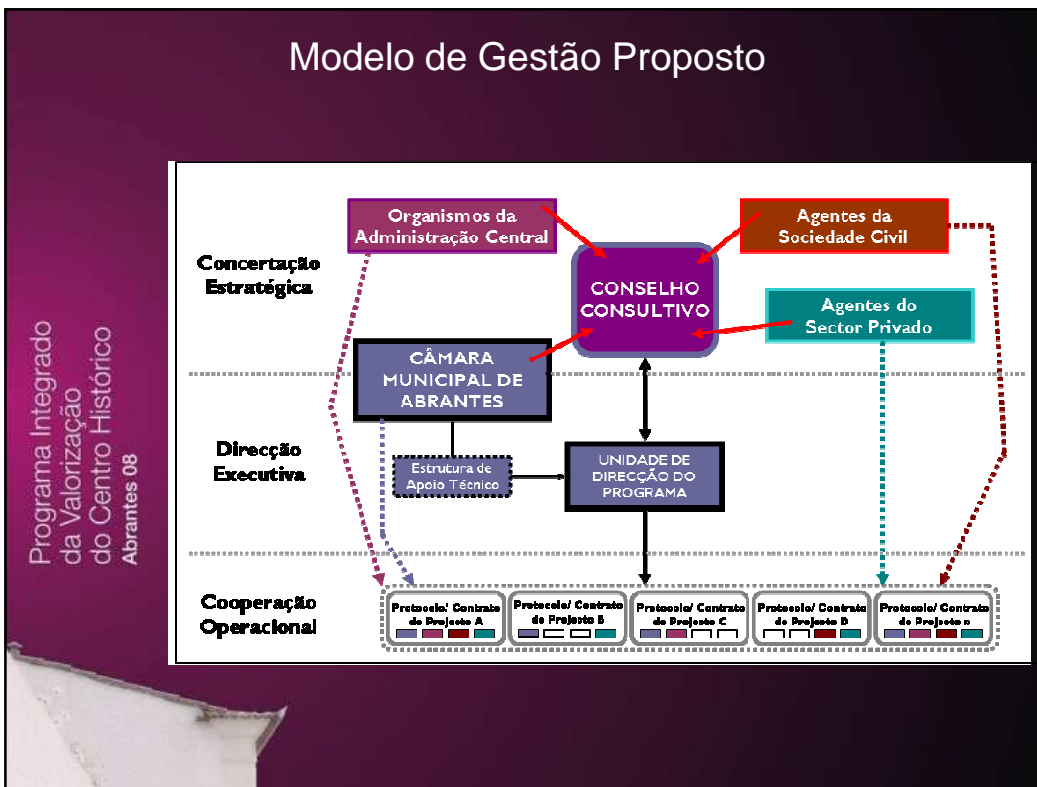 Modelo de Gestão Proposto
Programa Integrado
da Valorização
do Centro Histórico
Abrantes 08
Concertação
Estratégica
Organismos da
Administração Central
CONSELHO
CONSULTIVO
Agentes da
Sociedade Civil
Agentes do
Sector Privado
CÂMARA
MUNICIPAL DE
ABRANTES
Direcção
Executiva
Estrutura de
Apoio Técnico
UNIDADE DE
DIRECÇÃO DO
PROGRAMA
Cooperação
Operacional
Protocolo/ Contrato
de Projecto A
Protocolo/ Contrato
de Projecto B
Protocolo/ Contrato
de Projecto C
Protocolo/ Contrato
de Projecto D
Protocolo/ Contrato
de Projecto n